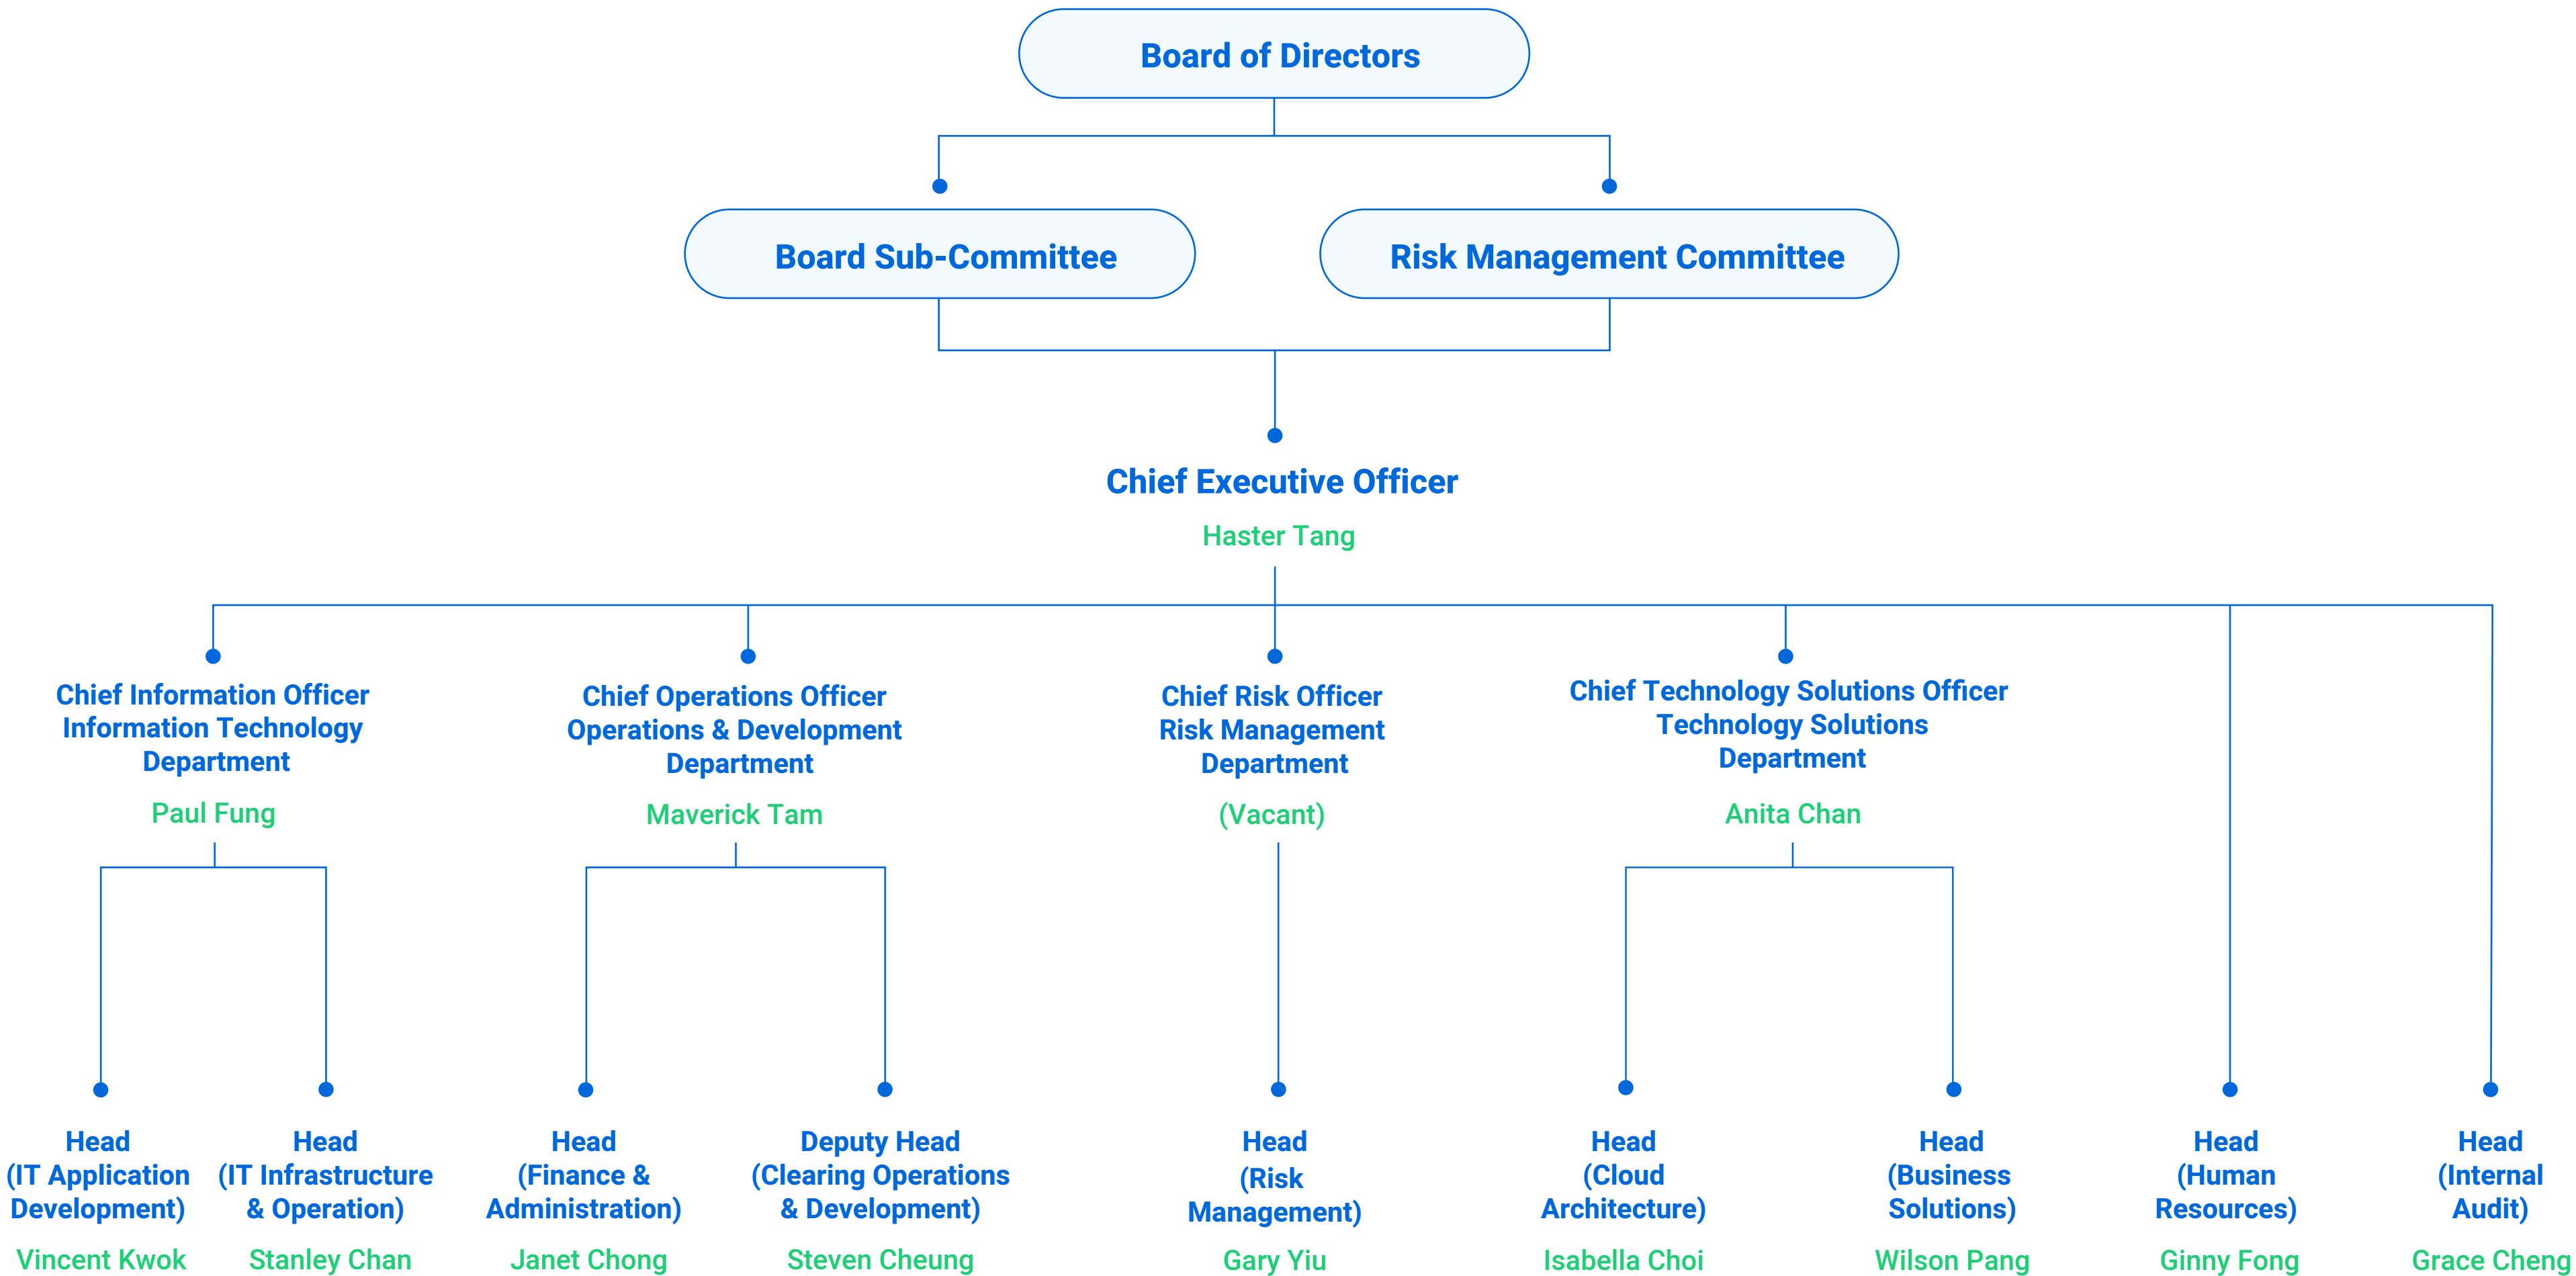 Board of Directors
Board Sub-Committee
Risk Management Committee
Chief Executive Officer
Haster Tang
Chief Information Officer
Information Technology
Department
Paul Fung
Chief Operations Officer
Operations & Development
Department
Maverick Tam
Chief Risk Officer
Risk Management
Department
(Vacant)
Chief Technology Solutions Officer
Technology Solutions
Department
Anita Chan
Head
(IT Application
Development)
Vincent Kwok
Head
(IT Infrastructure
& Operation)
Stanley Chan
Head
(Finance &
Administration)
Janet Chong
Deputy Head
(Clearing Operations
& Development)
Steven Cheung
Head
(Risk
Management)
Gary Yiu
Head
(Cloud
Architecture)
Isabella Choi
Head
(Business
Solutions)
Wilson Pang
Head
(Human
Resources)
Ginny Fong
Head
(Internal
Audit)
Grace Cheng